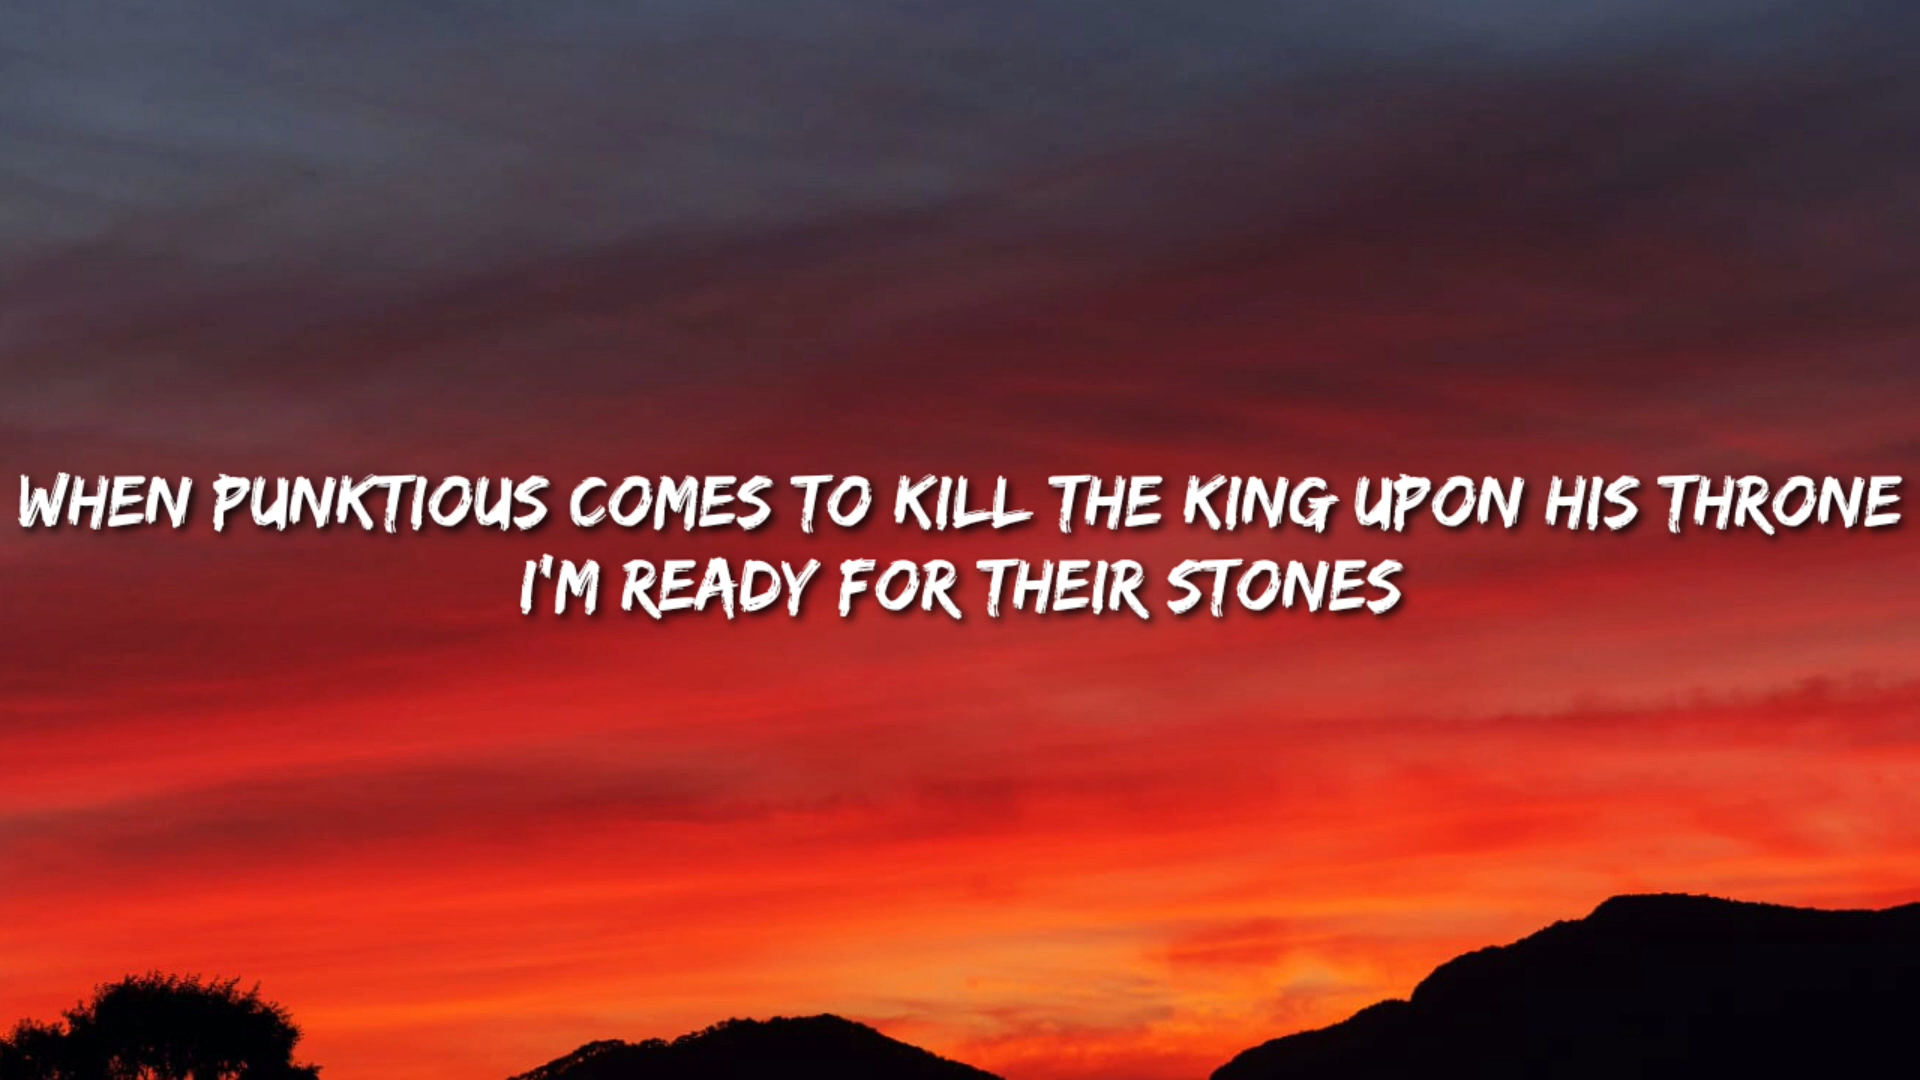 WHEN PUNKTIOUS COMES TO KILL THE KING UPON HIS THRONE
I'M READY FOR THEIR STONES